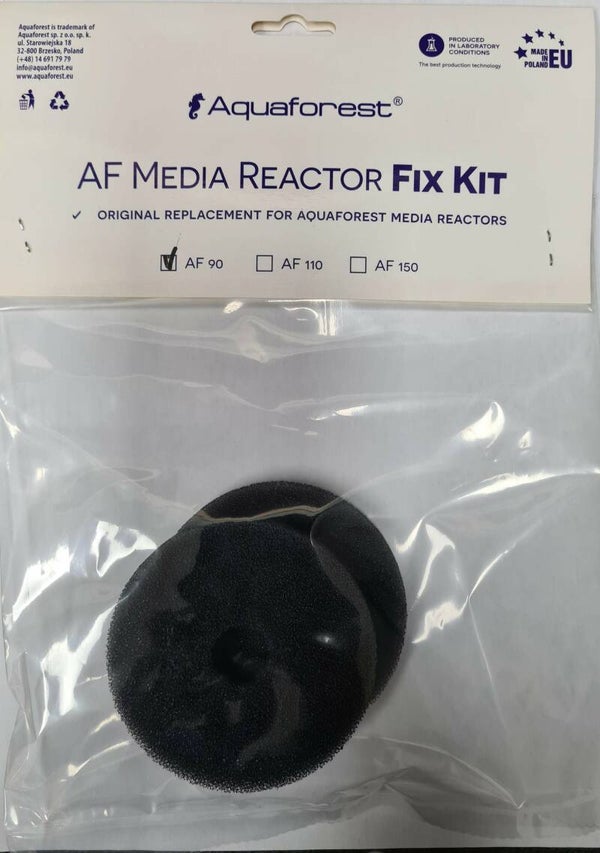 Aquaforest is trademark of
Aquaforest sp. z o.o. sp. k.
ul. Starowiejska 18
32-800 Brzesko, Poland
(+48) 14 691 79 79
info@aquaforest.eu
www.aquaforest.eu
PRODUCED
IN LABORATORY
CONDITIONS
The best production technology
MADE
IN
POLAND
EU
Aquaforest®
AF MEDIA REACTOR FIX KIT
✓ ORIGINAL REPLACEMENT FOR AQUAFOREST MEDIA REACTORS
AF 90 AF 110 AF 150